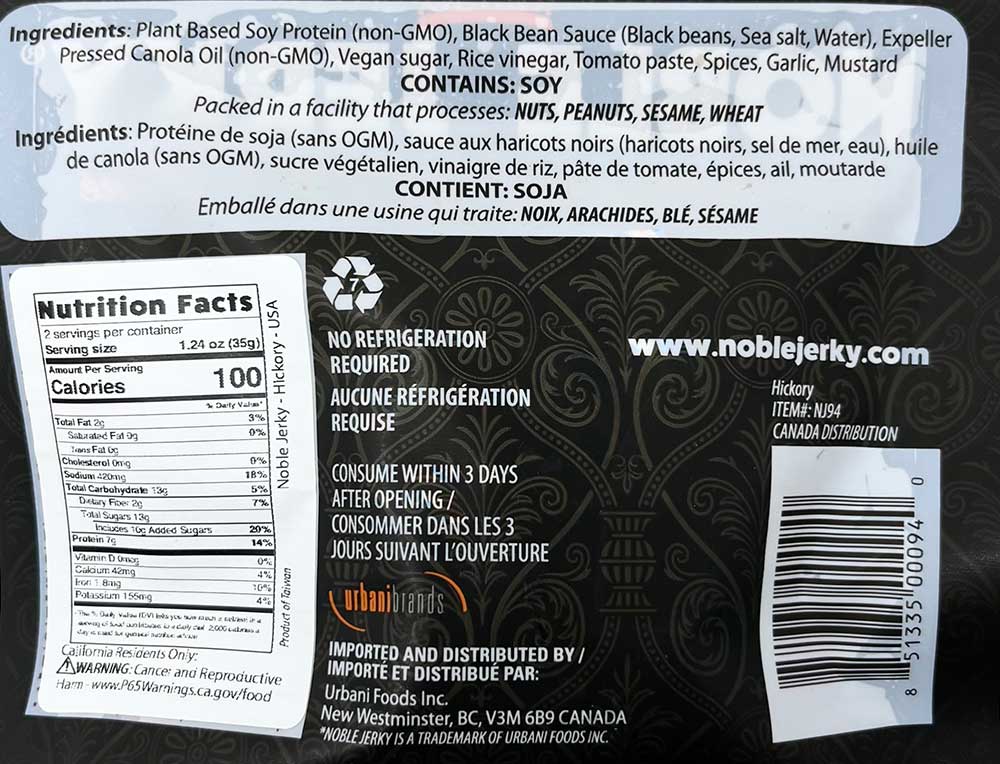 Ingredients: Plant Based Soy Protein (non-GMO), Black Bean Sauce (Black beans, Sea salt, Water), Expeller
Pressed Canola Oil (non-GMO), Vegan sugar, Rice vinegar, Tomato paste, Spices, Garlic, Mustard
CONTAINS: SOY
Packed in a facility that processes: NUTS, PEANUTS, SESAME, WHEAT
Ingrédients: Protéine de soja (sans OGM), sauce aux haricots noirs (haricots noirs, sel de mer, eau), huile
de canola (sans OGM), sucre végétalien, vinaigre de riz, pâte de tomate, épices, ail, moutarde
CONTIENT: SOJA
Emballé dans une usine qui traite: NOIX, ARACHIDES, BLÉ, SÉSAME
Nutrition Facts
2 servings per container
Serving size 1.24 oz (35g)
Amount Per Serving
Calories 100
% Daily Value*
Total Fat 2g 3%
Saturated Fat 0g 0%
Trans Fat 0g
Cholesterol 0mg 0%
Sodium 420mg 18%
Total Carbohydrate 13g 5%
Dietary Fiber 2g 7%
Total Sugars 13g
Includes 10g Added Sugars 20%
Protein 7g 14%
Vitamin D 0mcg 0%
Calcium 42mg 4%
Iron 1.8mg 10%
Potassium 155mg 4%
California Residents Only:
WARNING: Cancer and Reproductive
Harm - www.P65Warnings.ca.gov/food
Noble Jerky - HIckory - USA
Product of Taiwan
7
NO REFRIGERATION
REQUIRED
AUCUNE RÉFRIGÉRATION
REQUISE
CONSUME WITHIN 3 DAYS
AFTER OPENING /
CONSOMMER DANS LES 3
JOURS SUIVANT L'OUVERTURE
urbanibrands
IMPORTED AND DISTRIBUTED BY /
IMPORTÉ ET DISTRIBUÉ PAR:
Urbani Foods Inc.
New Westminster, BC, V3M 6B9 CANADA
*NOBLE JERKY IS A TRADEMARK OF URBANI FOODS INC.
www.noblejerky.com
Hickory
ITEM#: NJ94
CANADA DISTRIBUTION
8 51335 00094 0